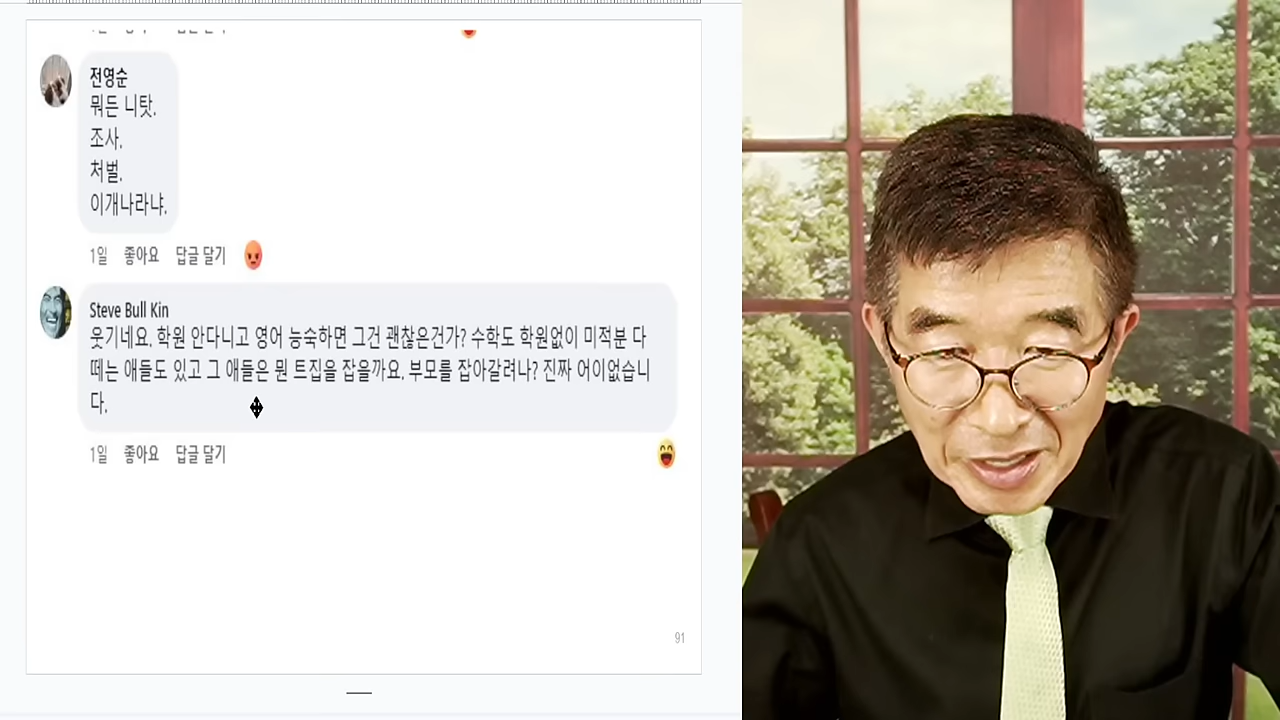 전영순
뭐든 니탓.
조사.
처벌.
이개나라냐.
1일 좋아요 답글 달기
Steve Bull Kin
웃기네요. 학원 안다니고 영어 능숙하면 그건 괜찮은건가? 수학도 학원없이 미적분 다
떼는 애들도 있고 그 애들은 뭔 트집을 잡을까요. 부모를 잡아갈려나? 진짜 어이없습니
다.
1일 좋아요 답글 달기
91